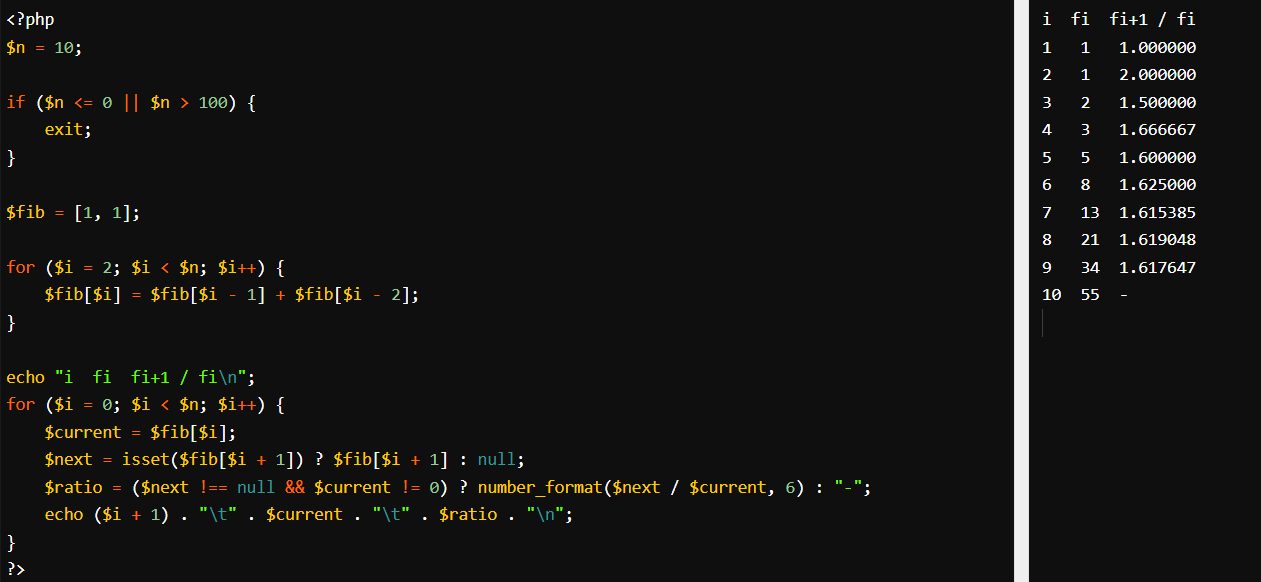 <?php
$n = 10;
if ($n <= 0 || $n > 100) {
    exit;
}
$fib = [1, 1];
for ($i = 2; $i < $n; $i++) {
    $fib[$i] = $fib[$i - 1] + $fib[$i - 2];
}
echo "i  fi  fi+1 / fi\n";
for ($i = 0; $i < $n; $i++) {
    $current = $fib[$i];
    $next = isset($fib[$i + 1]) ? $fib[$i + 1] : null;
    $ratio = ($next !== null && $current != 0) ? number_format($next / $current, 6) : "-";
    echo ($i + 1) . "\t" . $current . "\t" . $ratio . "\n";
}
?>
i  fi  fi+1 / fi
1   1   1.000000
2   1   2.000000
3   2   1.500000
4   3   1.666667
5   5   1.600000
6   8   1.625000
7   13  1.615385
8   21  1.619048
9   34  1.617647
10  55  -